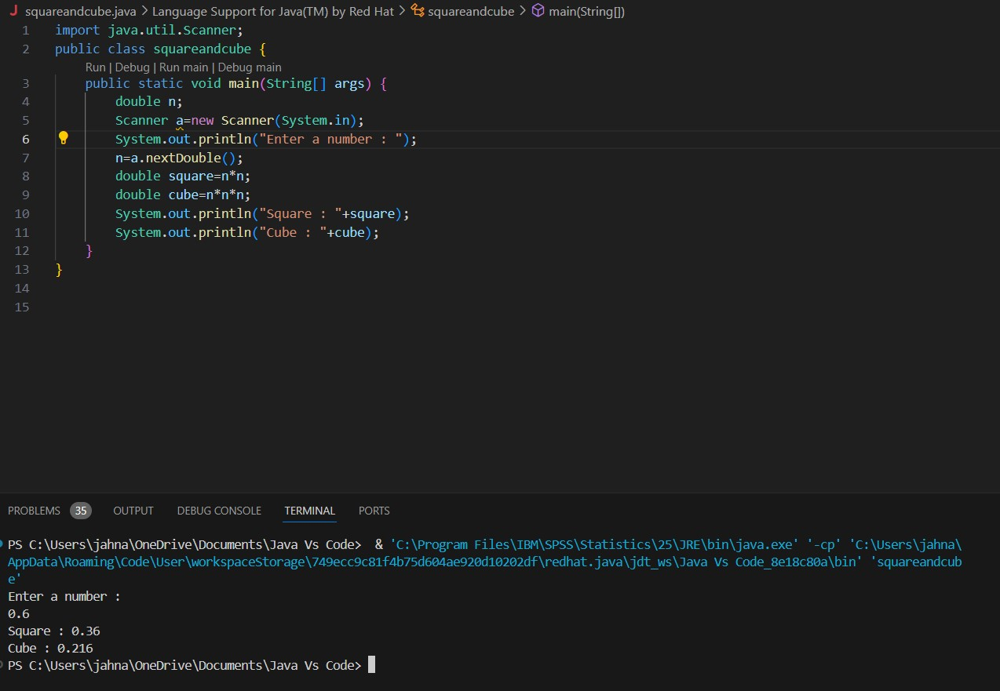 squareandcube.java > Language Support for Java(TM) by Red Hat > squareandcube > main(String[])
1 import java.util.Scanner;
2 public class squareandcube {
Run | Debug | Run main | Debug main
3 public static void main(String[] args) {
4 double n;
5 Scanner a=new Scanner(System.in);
6 System.out.println("Enter a number : ");
7 n=a.nextDouble();
8 double square=n*n;
9 double cube=n*n*n;
10 System.out.println("Square : "+square);
11 System.out.println("Cube : "+cube);
12 }
13 }
14
15
PROBLEMS 35 OUTPUT DEBUG CONSOLE TERMINAL PORTS
PS C:\Users\jahna\OneDrive\Documents\Java Vs Code>  & 'C:\Program Files\IBM\SPSS\Statistics\25\JRE\bin\java.exe' '-cp' 'C:\Users\jahna\
AppData\Roaming\Code\User\workspaceStorage\749ecc9c81f4b75d604ae920d10202df\redhat.java\jdt_ws\Java Vs Code_8e18c80a\bin' 'squareandcub
e'
Enter a number :
0.6
Square : 0.36
Cube : 0.216
PS C:\Users\jahna\OneDrive\Documents\Java Vs Code>